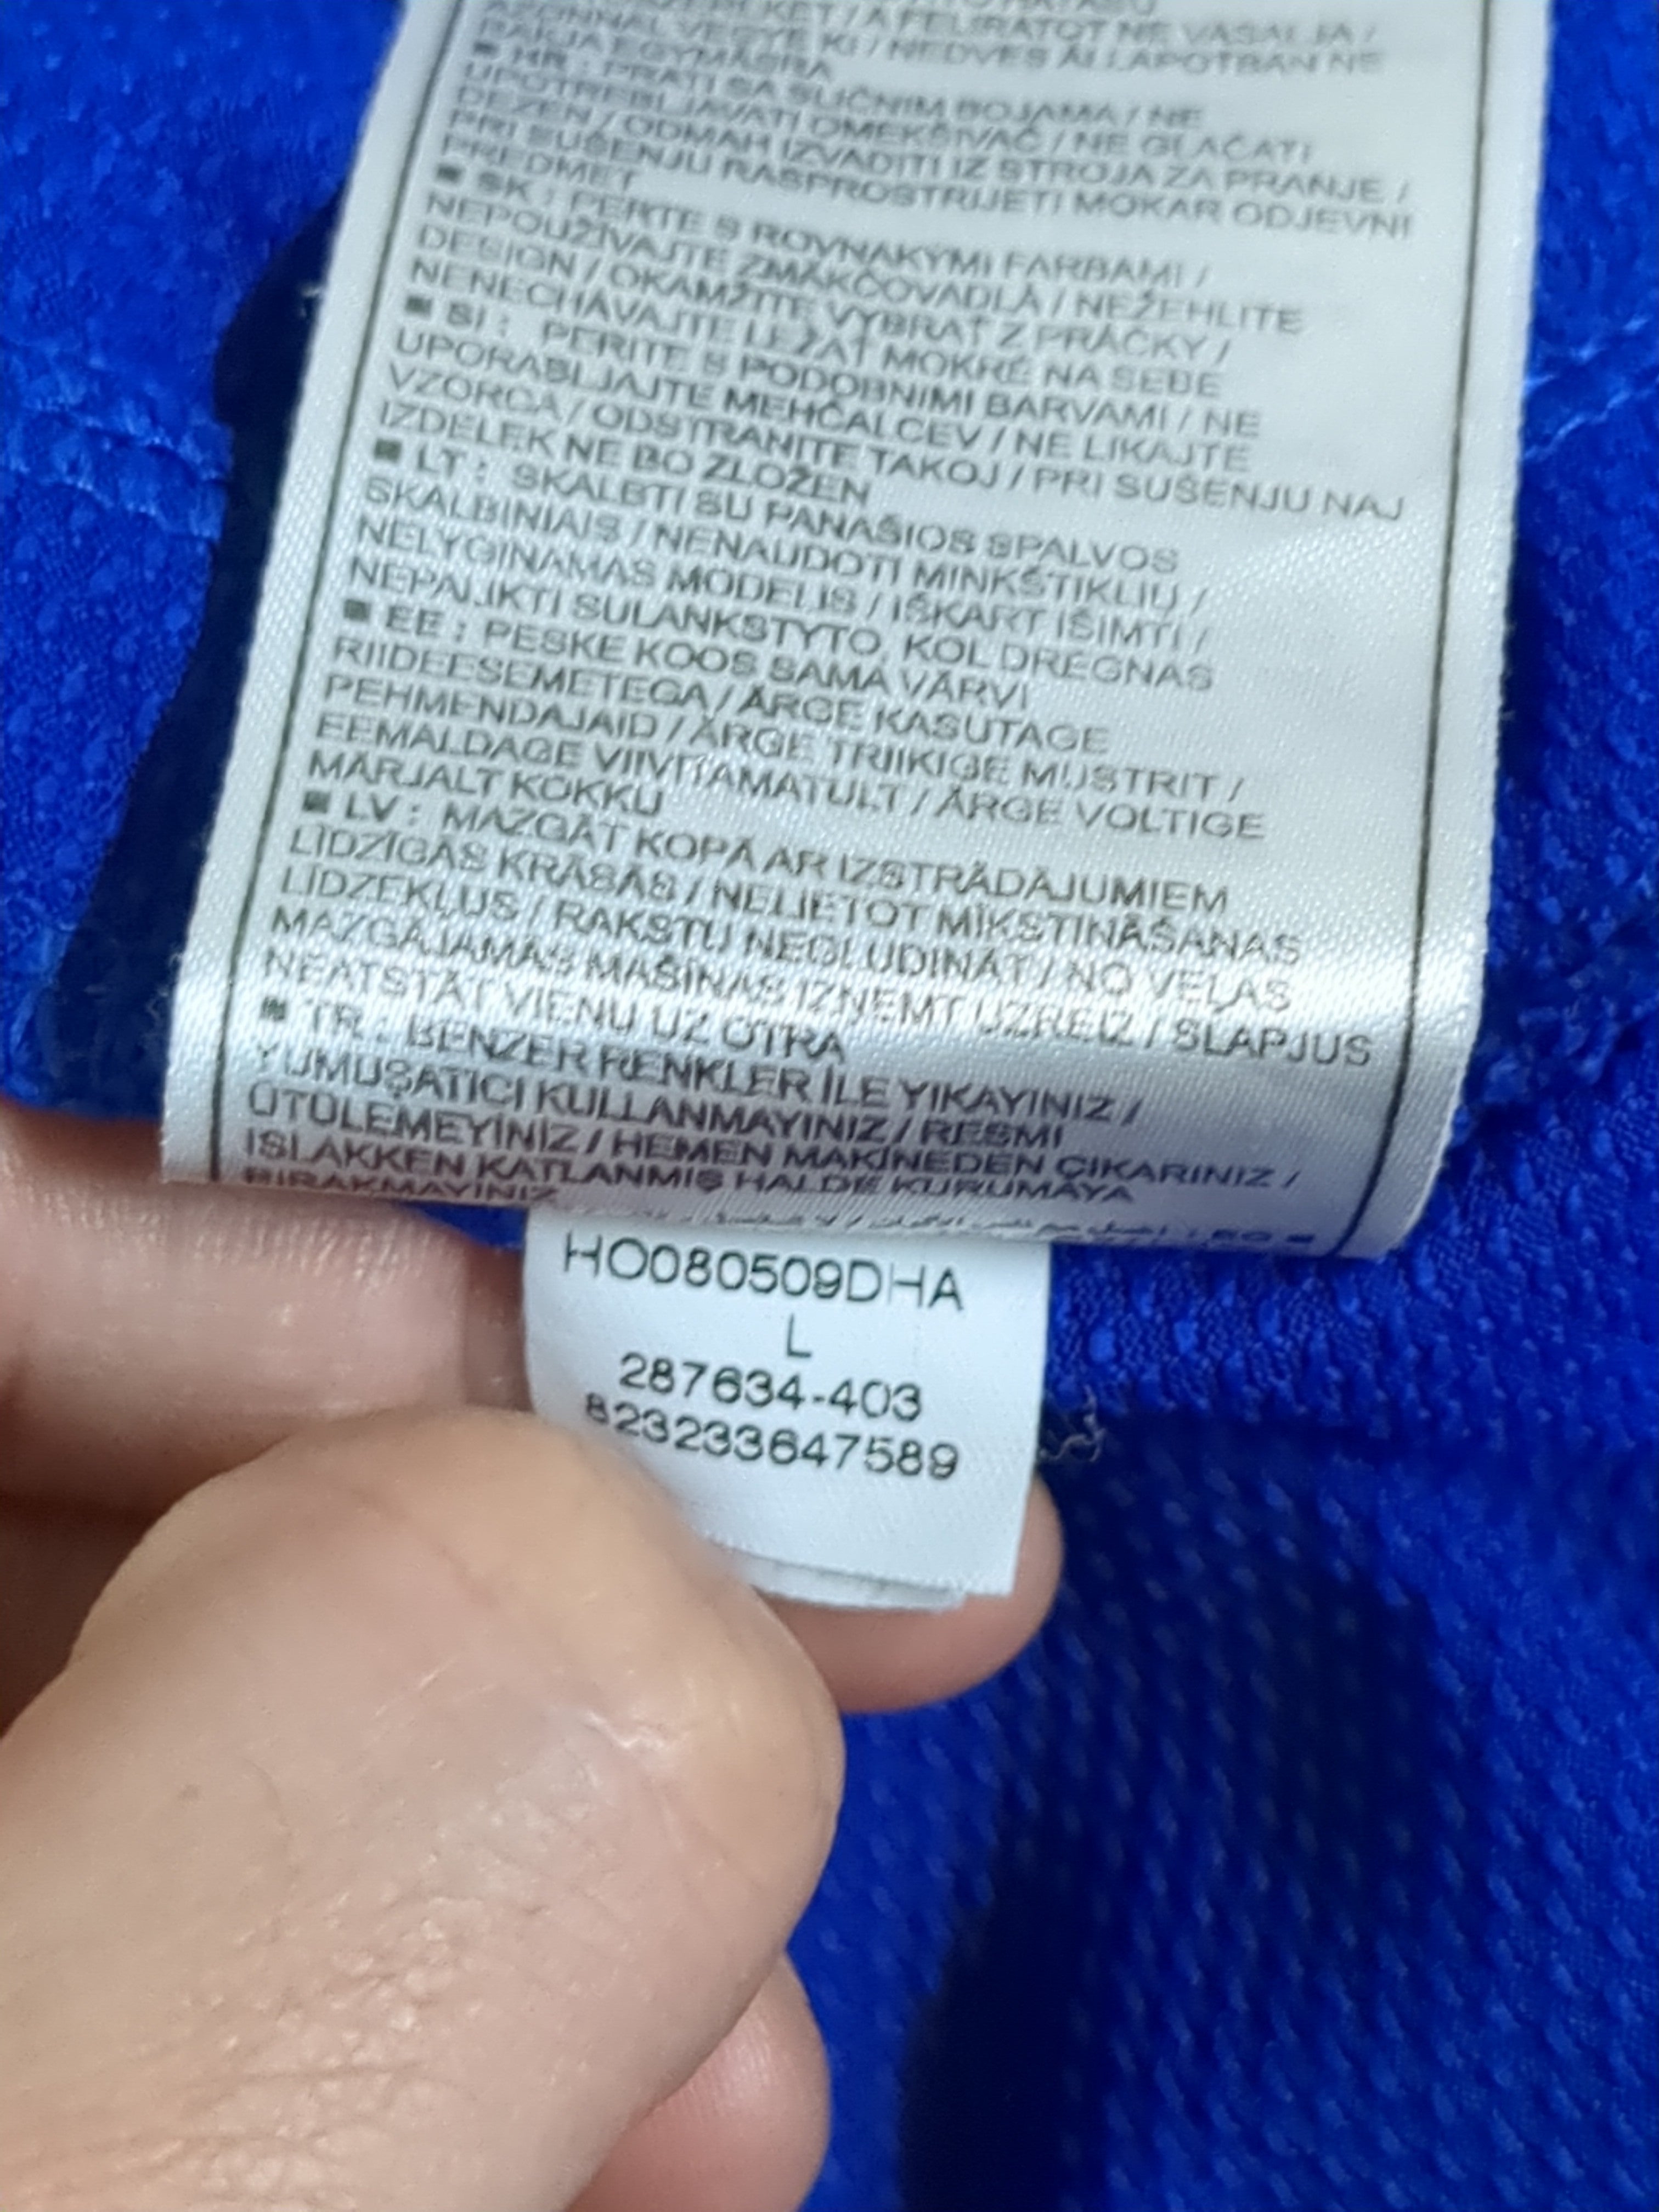 A FELIRATOT NE VASALJA /
AZONNAL VEGYE KI / NEDVES ÁLLAPOTBAN NE
RAKJA EGYMÁSRA
■ HR : PRATI SA SLIČNIM BOJAMA / NE
UPOTREBLJAVATI OMEKŠIVAČ / NE GLAČATI
DEZEN / ODMAH IZVADITI IZ STROJA ZA PRANJE /
PRI SUŠENJU RASPROSTRIJETI MOKAR ODJEVNI
PREDMET
■ SK : PERTE S ROVNAKÝMI FARBAMI /
NEPOUŽÍVAJTE ZMÄKČOVADLÁ / NEŽEHLITE
DESIGN / OKAMŽITE VYBRAŤ Z PRÁČKY /
NENECHÁVAJTE LEŽAŤ MOKRÉ NA SEBE
■ SI : PERITE S PODOBNIMI BARVAMI / NE
UPORABLJAJTE MEHČALCEV / NE LIKAJTE
VZORCA / ODSTRANITE TAKOJ / PRI SUŠENJU NAJ
IZDELEK NE BO ZLOŽEN
■ LT : SKALBTI SU PANAŠIOS SPALVOS
SKALBINIAIS / NENAUDOTI MINKŠTIKLIŲ /
NELYGINAMAS MODELIS / IŠKART IŠIMTI /
NEPALIKTI SULANKSTYTO, KOL DRĖGNAS
■ EE : PESKE KOOS SAMA VÄRVI
RIIDEESEMETEGA / ÄRGE KASUTAGE
PEHMENDAJAID / ÄRGE TRIIKIGE MUSTRIT /
EEMALDAGE VIIVITAMATULT / ÄRGE VOLTIGE
MÄRJALT KOKKU
■ LV : MAZGĀT KOPĀ AR IZSTRĀDĀJUMIEM
LĪDZĪGĀS KRĀSĀS / NELIETOT MĪKSTINĀŠANAS
LĪDZEKĻUS / RAKSTU NEGLUDINĀT / NO VEĻAS
MAZGĀJAMĀS MAŠĪNAS IZŅEMT UZREIZ / SLAPJUS
NEATSTĀT VIENU UZ OTRA
■ TR : BENZER RENKLER İLE YIKAYINIZ /
YUMUŞATICI KULLANMAYINIZ / RESMI
ÜTÜLEMEYİNİZ / HEMEN MAKİNEDEN ÇIKARINIZ /
ISLAKKEN KATLANMIŞ HALDE KURUMAYA
BIRAKMAYINIZ
HO080509DHA
L
287634-403
823233647589